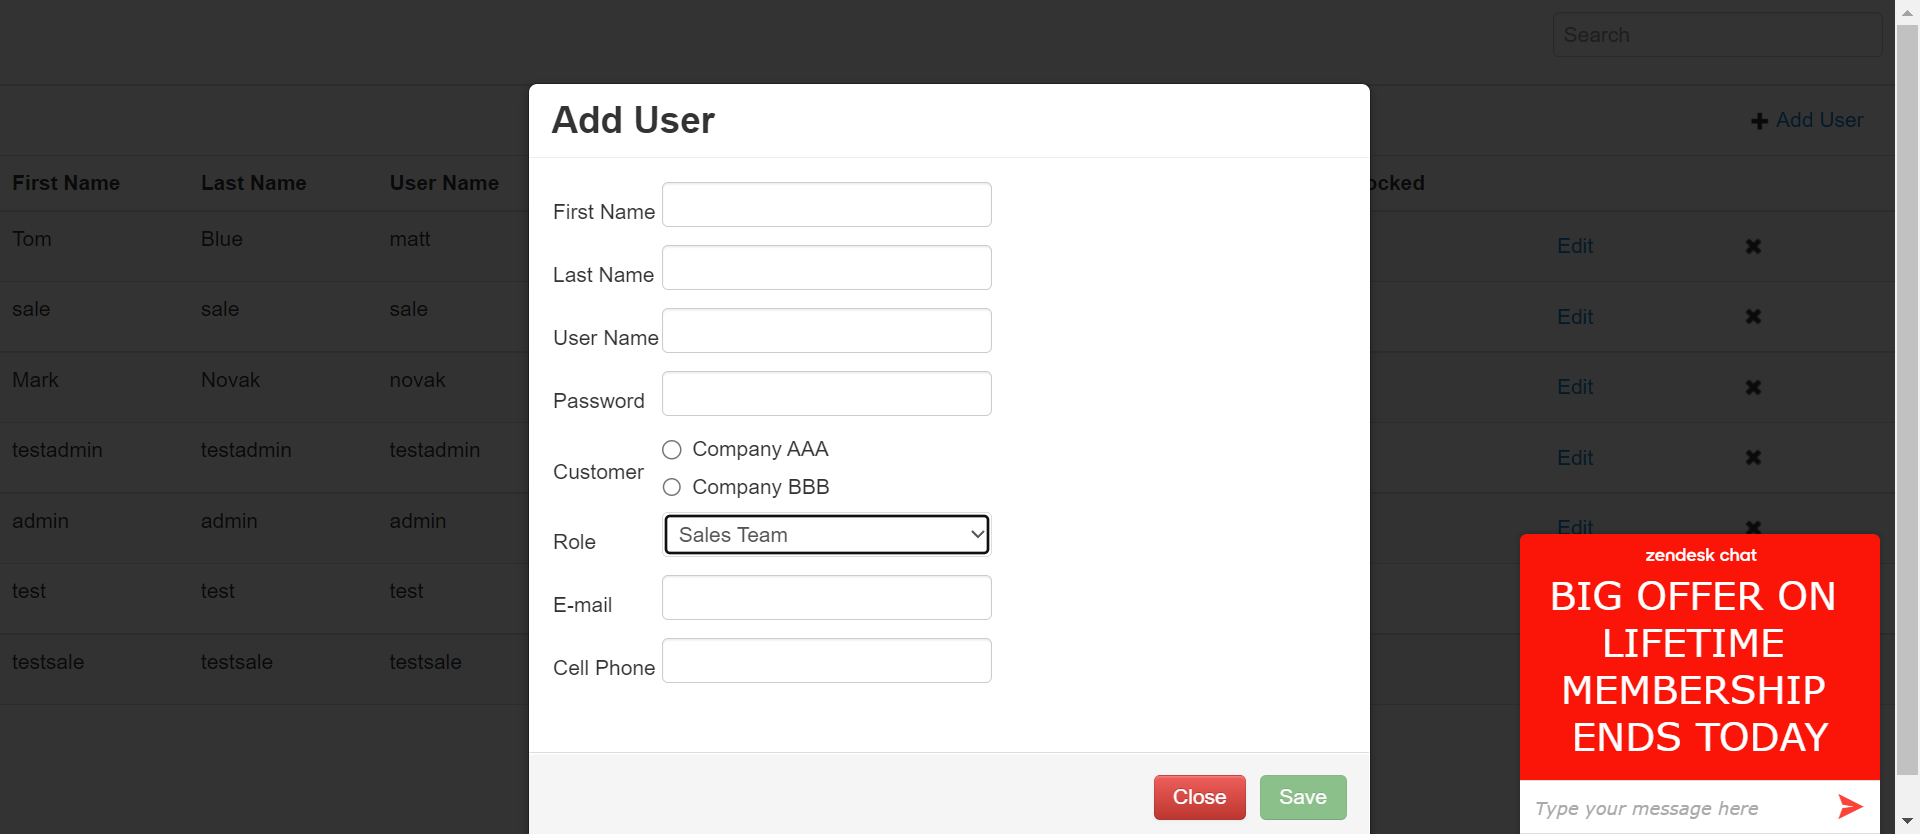 Search
Add User
Add User
First Name Last Name User Name ocked
Tom Blue matt Edit
sale sale sale Edit
Mark Novak novak Edit
testadmin testadmin testadmin Edit
admin admin admin Edit
test test test
testsale testsale testsale
First Name
Last Name
User Name
Password
Customer
Company AAA
Company BBB
Role
Sales Team
E-mail
Cell Phone
Close Save
zendesk chat
BIG OFFER ON
LIFETIME
MEMBERSHIP
ENDS TODAY
Type your message here